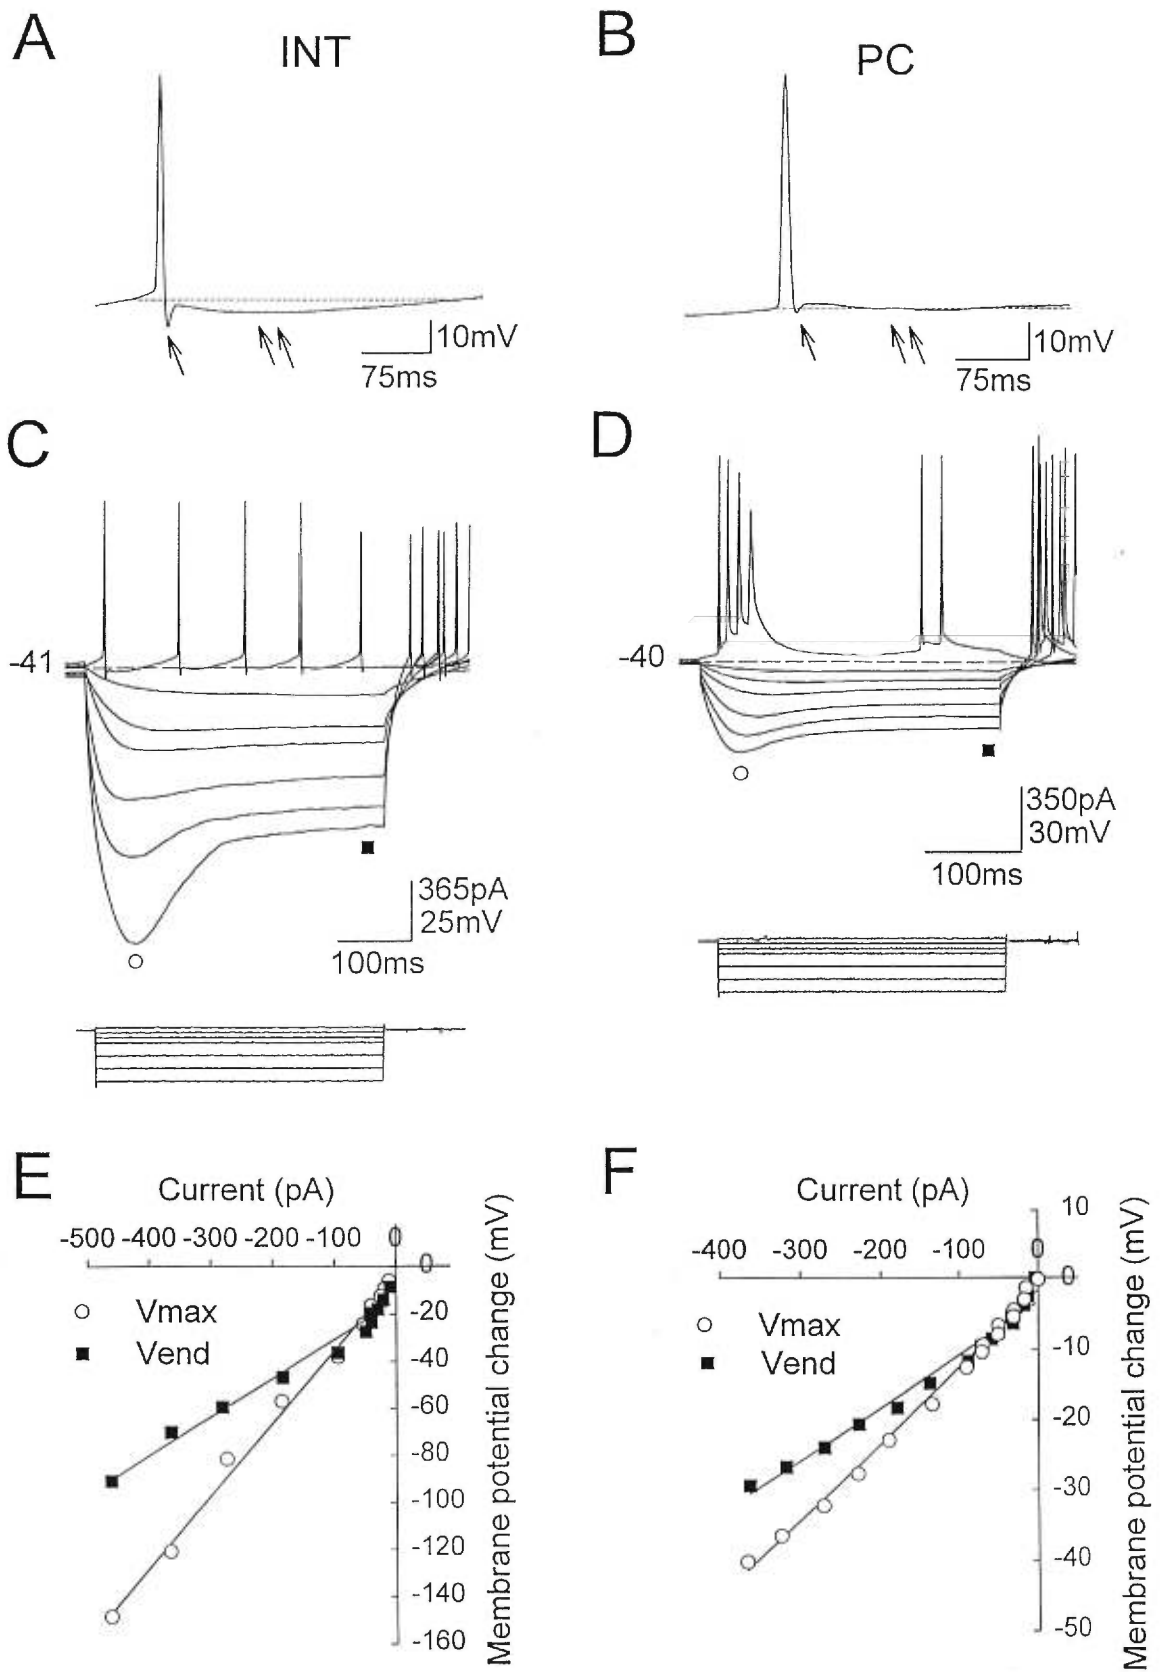 A
INT
10mV
75ms
B
PC
10mV
75ms
C
-41
365pA
25mV
100ms
D
-40
350pA
30mV
100ms
E
Current (pA)
-500 -400 -300 -200 -100 0
0
-20
-40
-60
-80
-100
-120
-140
-160
Membrane potential change (mV)
Vmax
Vend
F
Current (pA)
-400 -300 -200 -100 0
10
0
-10
-20
-30
-40
-50
Membrane potential change (mV)
Vmax
Vend